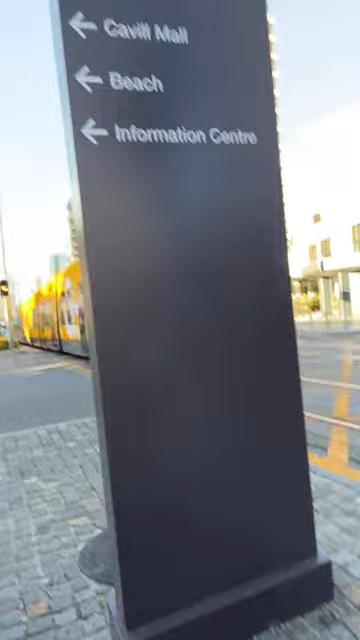 ← Cavill Mall
← Beach
← Information Centre